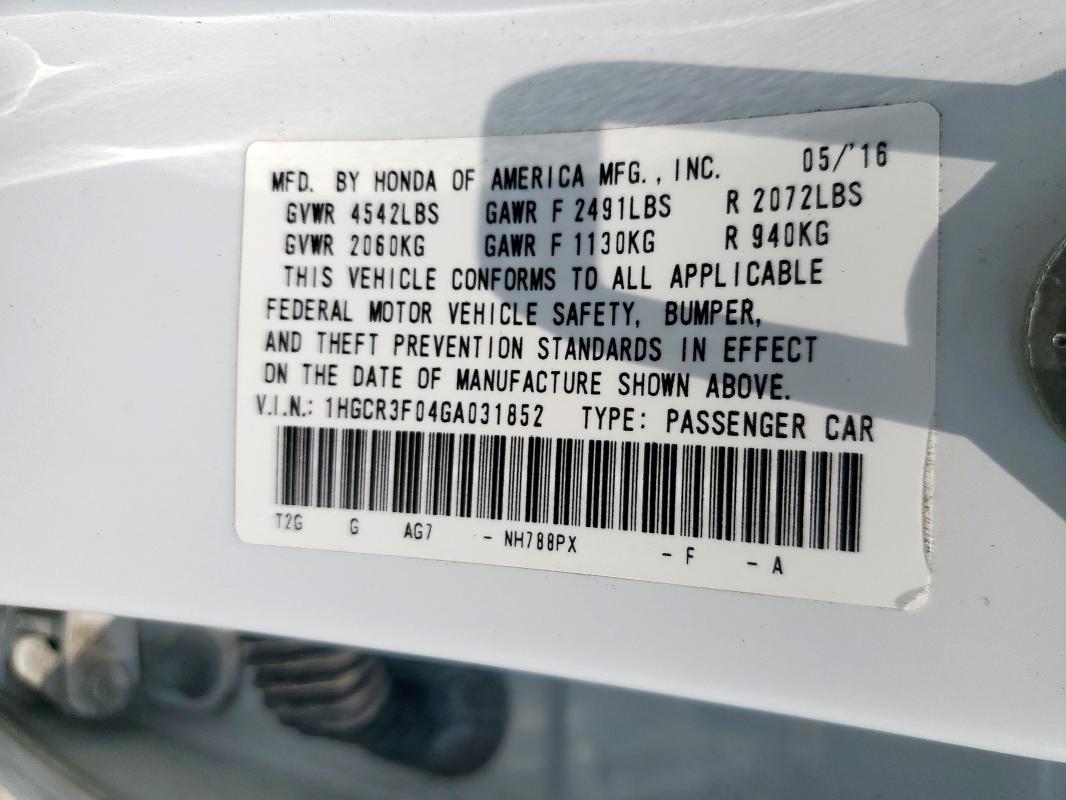 MFD. BY HONDA OF AMERICA MFG., INC. 05/'16
GVWR 4542LBS GAWR F 2491LBS R 2072LBS
GVWR 2060KG GAWR F 1130KG R 940KG
THIS VEHICLE CONFORMS TO ALL APPLICABLE
FEDERAL MOTOR VEHICLE SAFETY, BUMPER,
AND THEFT PREVENTION STANDARDS IN EFFECT
ON THE DATE OF MANUFACTURE SHOWN ABOVE.
V.I.N.: 1HGCR3F04GA031852 TYPE: PASSENGER CAR
T2G G AG7 - NH788PX - F - A